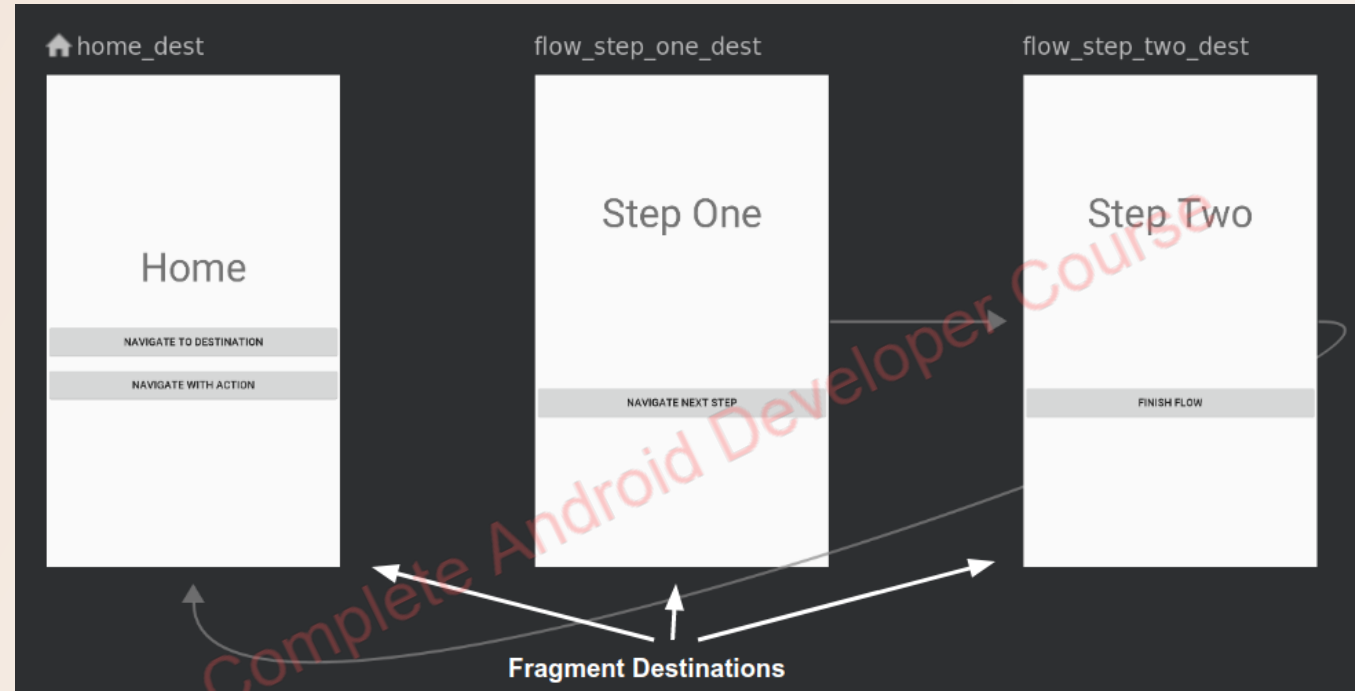 home_dest
flow_step_one_dest
flow_step_two_dest
Home
NAVIGATE TO DESTINATION
NAVIGATE WITH ACTION
Step One
NAVIGATE NEXT STEP
Step Two
FINISH FLOW
Complete Android Developer Course
Fragment Destinations